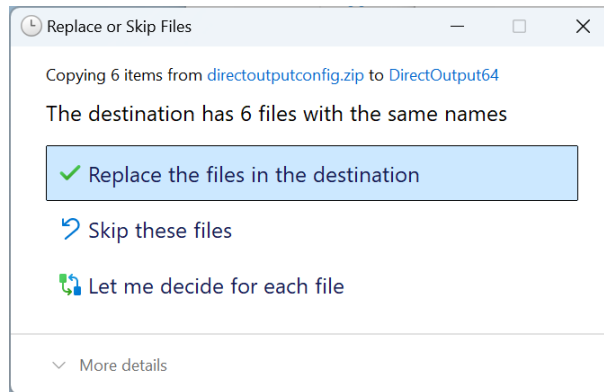 Replace or Skip Files
Copying 6 items from directoutputconfig.zip to DirectOutput64
The destination has 6 files with the same names
Replace the files in the destination
Skip these files
Let me decide for each file
More details